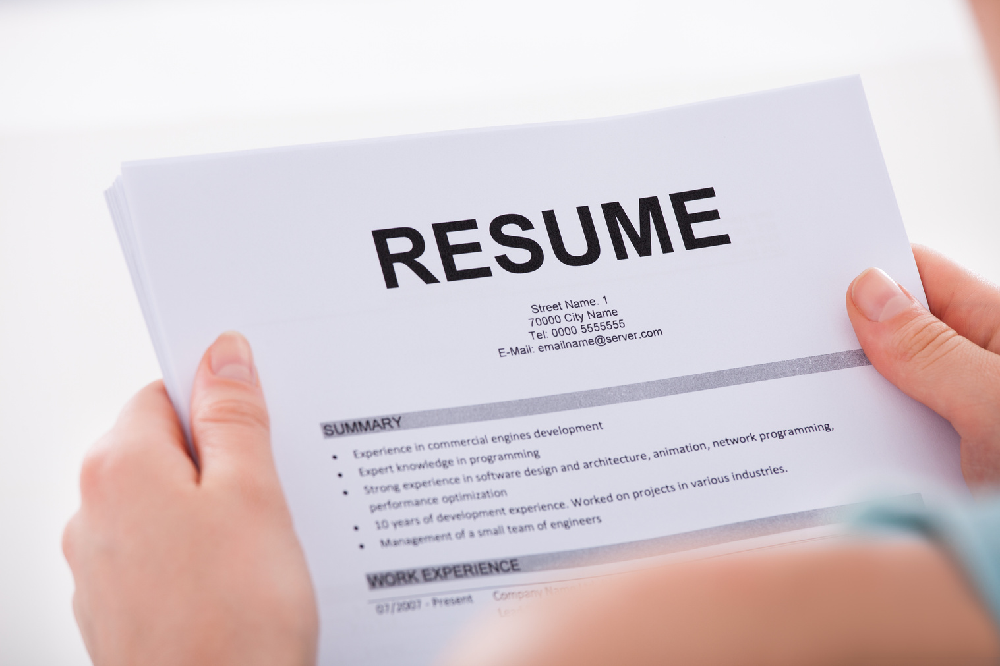 RESUME
Street Name. 1
70000 City Name
Tel: 0000 5555555
E-Mail: emailname@server.com
SUMMARY
• Experience in commercial engines development
• Expert knowledge in programming
• Strong experience in software design and architecture, animation, network programming,
performance optimization
• 10 years of development experience. Worked on projects in various industries.
• Management of a small team of engineers
WORK EXPERIENCE
07/2007 - Present Company Name